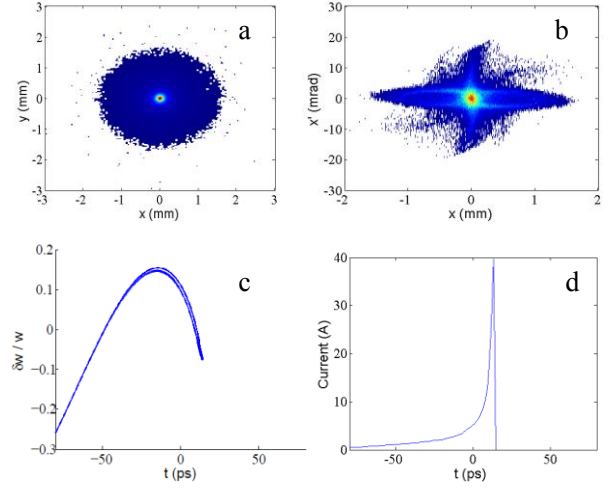 a
y (mm)
3
2
1
0
-1
-2
-3
-3 -2 -1 0 1 2 3
x (mm)
b
x' (mrad)
30
20
10
0
-10
-20
-30
-2 -1 0 1 2
x (mm)
c
δw / w
0.2
0.1
0
−0.1
−0.2
−0.3
−50 0 50
t (ps)
d
Current (A)
40
30
20
10
0
-50 0 50
t (ps)